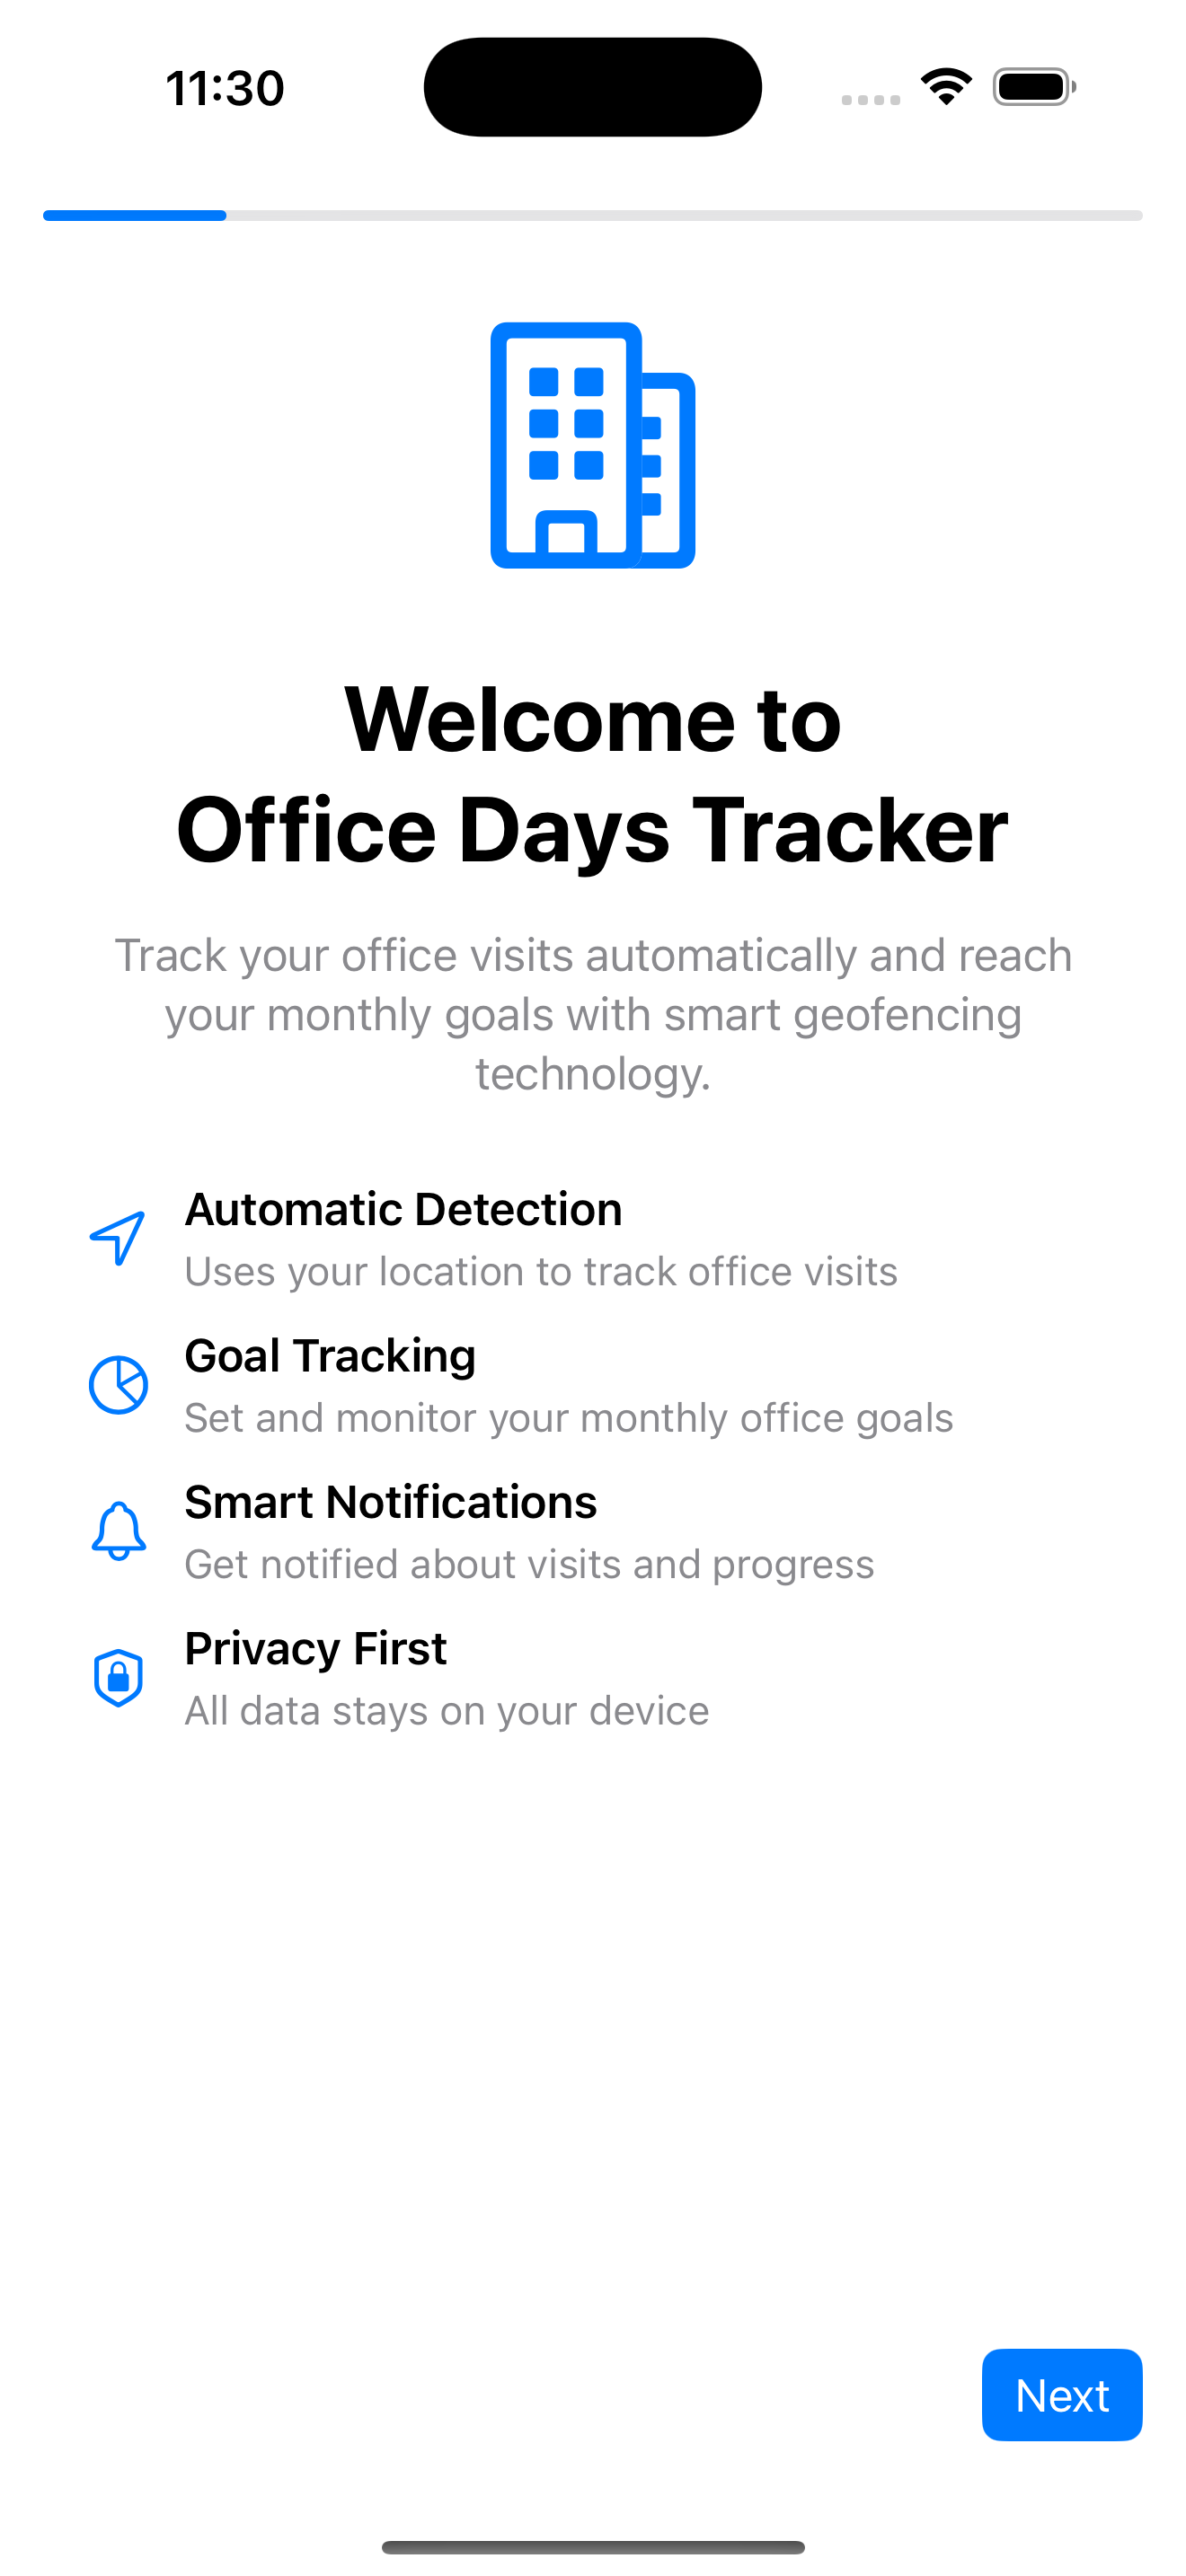 11:30
Welcome to
Office Days Tracker
Track your office visits automatically and reach
your monthly goals with smart geofencing
technology.
Automatic Detection
Uses your location to track office visits
Goal Tracking
Set and monitor your monthly office goals
Smart Notifications
Get notified about visits and progress
Privacy First
All data stays on your device
Next